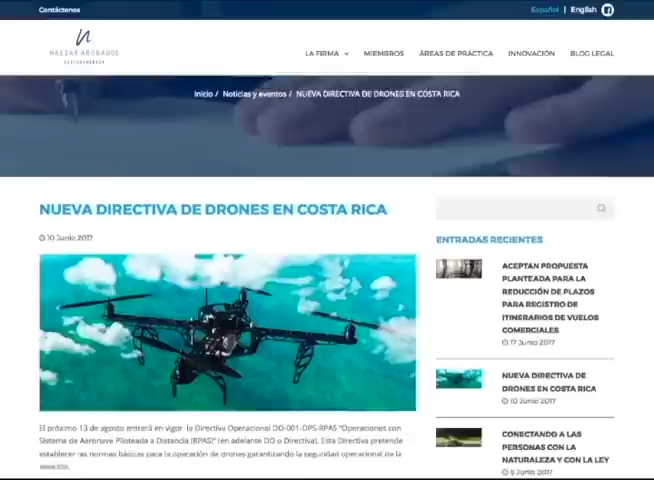 Contáctenos
Español | English
NASSAR ABOGADOS
CENTROAMÉRICA
LA FIRMA MIEMBROS ÁREAS DE PRÁCTICA INNOVACIÓN BLOG LEGAL
Inicio / Noticias y eventos / NUEVA DIRECTIVA DE DRONES EN COSTA RICA
NUEVA DIRECTIVA DE DRONES EN COSTA RICA
10 Junio 2017
El próximo 13 de agosto entrará en vigor la Directiva Operacional DO-001-OPS-RPAS "Operaciones con
Sistema de Aeronave Piloteada a Distancia (RPAS)" (en adelante DO o Directiva). Esta Directiva pretende
establecer las normas básicas para la operación de drones garantizando la seguridad operacional de la
ENTRADAS RECIENTES
ACEPTAN PROPUESTA
PLANTEADA PARA LA
REDUCCIÓN DE PLAZOS
PARA REGISTRO DE
ITINERARIOS DE VUELOS
COMERCIALES
17 Junio 2017
NUEVA DIRECTIVA DE
DRONES EN COSTA RICA
10 Junio 2017
CONECTANDO A LAS
PERSONAS CON LA
NATURALEZA Y CON LA LEY
6 Junio 2017